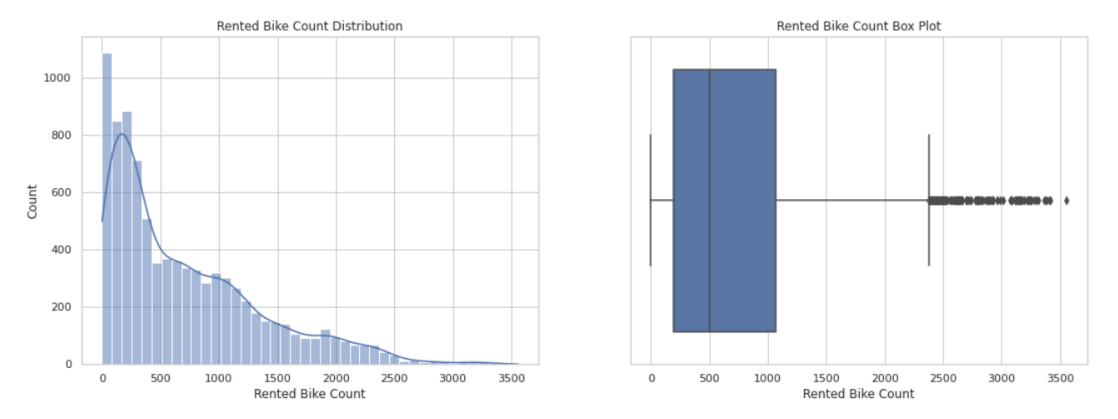 Rented Bike Count Distribution
1000
800
600
400
200
0
Count
0 500 1000 1500 2000 2500 3000 3500
Rented Bike Count
Rented Bike Count Box Plot
0 500 1000 1500 2000 2500 3000 3500
Rented Bike Count